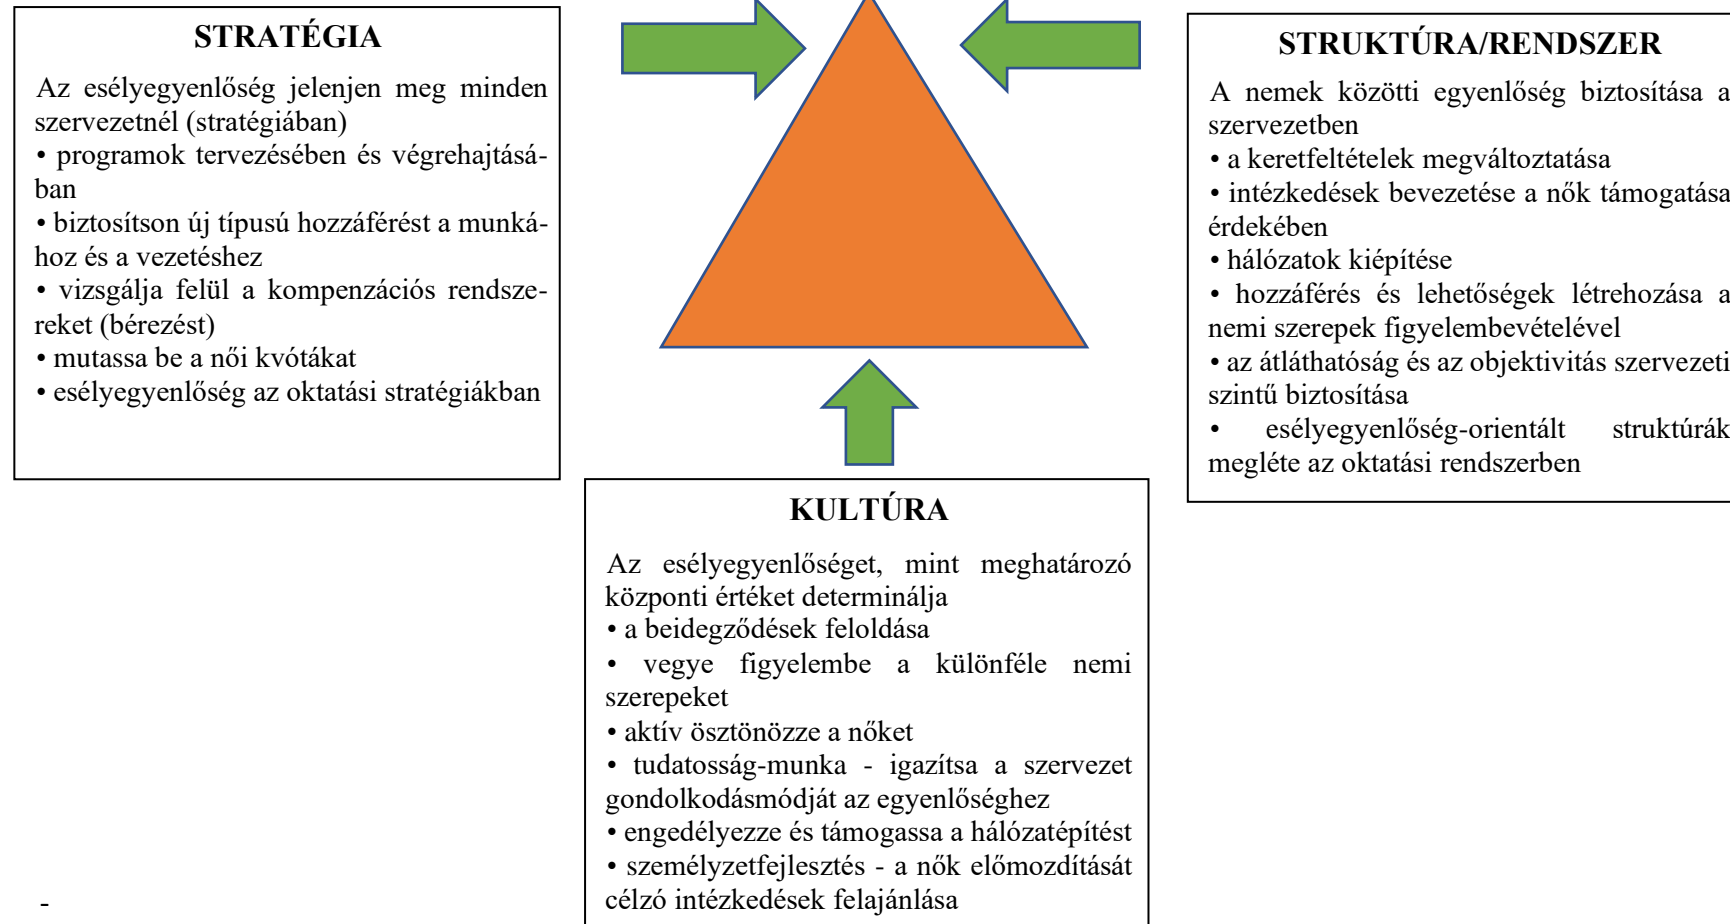 STRATÉGIA
Az esélyegyenlőség jelenjen meg minden
szervezetnél (stratégiában)
• programok tervezésében és végrehajtásá-
ban
• biztosítson új típusú hozzáférést a munká-
hoz és a vezetéshez
• vizsgálja felül a kompenzációs rendsze-
reket (bérezést)
• mutassa be a női kvótákat
• esélyegyenlőség az oktatási stratégiákban
STRUKTÚRA/RENDSZER
A nemek közötti egyenlőség biztosítása a
szervezetben
• a keretfeltételek megváltoztatása
• intézkedések bevezetése a nők támogatása
érdekében
• hálózatok kiépítése
• hozzáférés és lehetőségek létrehozása a
nemi szerepek figyelembevételével
• az átláthatóság és az objektivitás szervezeti
szintű biztosítása
• esélyegyenlőség-orientált struktúrák
megléte az oktatási rendszerben
KULTÚRA
Az esélyegyenlőséget, mint meghatározó
központi értéket determinálja
• a beidegződések feloldása
• vegye figyelembe a különféle nemi
szerepeket
• aktív ösztönözze a nőket
• tudatosság-munka - igazítsa a szervezet
gondolkodásmódját az egyenlőséghez
• engedélyezze és támogassa a hálózatépítést
• személyzetfejlesztés - a nők előmozdítását
célzó intézkedések felajánlása
-